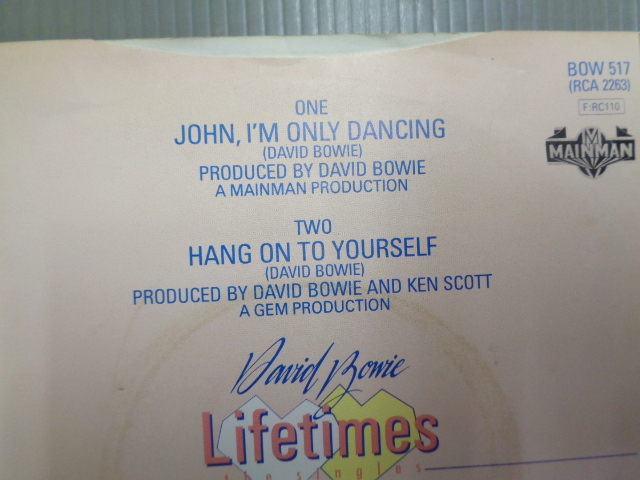 BOW 517
(RCA 2263)
F:RC110
MAINMAN
ONE
JOHN, I'M ONLY DANCING
(DAVID BOWIE)
PRODUCED BY DAVID BOWIE
A MAINMAN PRODUCTION
TWO
HANG ON TO YOURSELF
(DAVID BOWIE)
PRODUCED BY DAVID BOWIE AND KEN SCOTT
A GEM PRODUCTION
David Bowie
Lifetimes
the singles